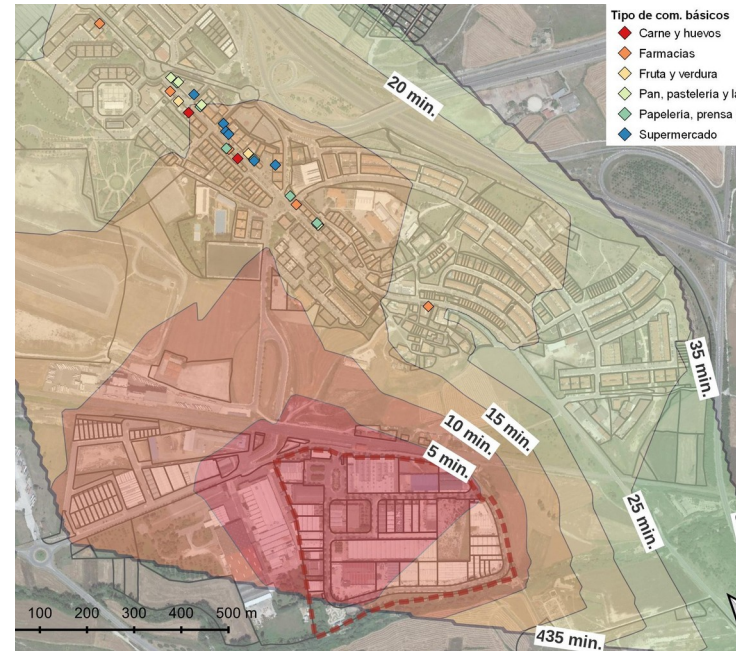 Tipo de com. básicos
Carne y huevos
Farmacias
Fruta y verdura
Pan, pastelería y lá
Papelería, prensa
Supermercado
20 min.
35 min.
15 min.
10 min.
5 min.
25 min.
100 200 300 400 500 m
435 min.